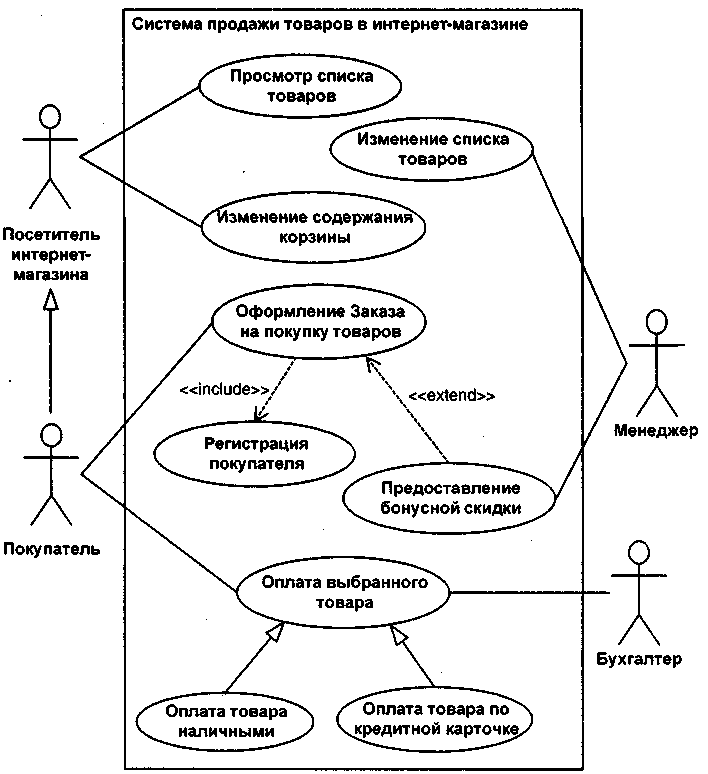 Система продажи товаров в интернет-магазине
Просмотр списка
товаров
Изменение списка
товаров
Посетитель
интернет-
магазина
Изменение содержания
корзины
Оформление Заказа
на покупку товаров
<<include>>
<<extend>>
Менеджер
Регистрация
покупателя
Предоставление
бонусной скидки
Покупатель
Оплата выбранного
товара
Бухгалтер
Оплата товара
наличными
Оплата товара по
кредитной карточке